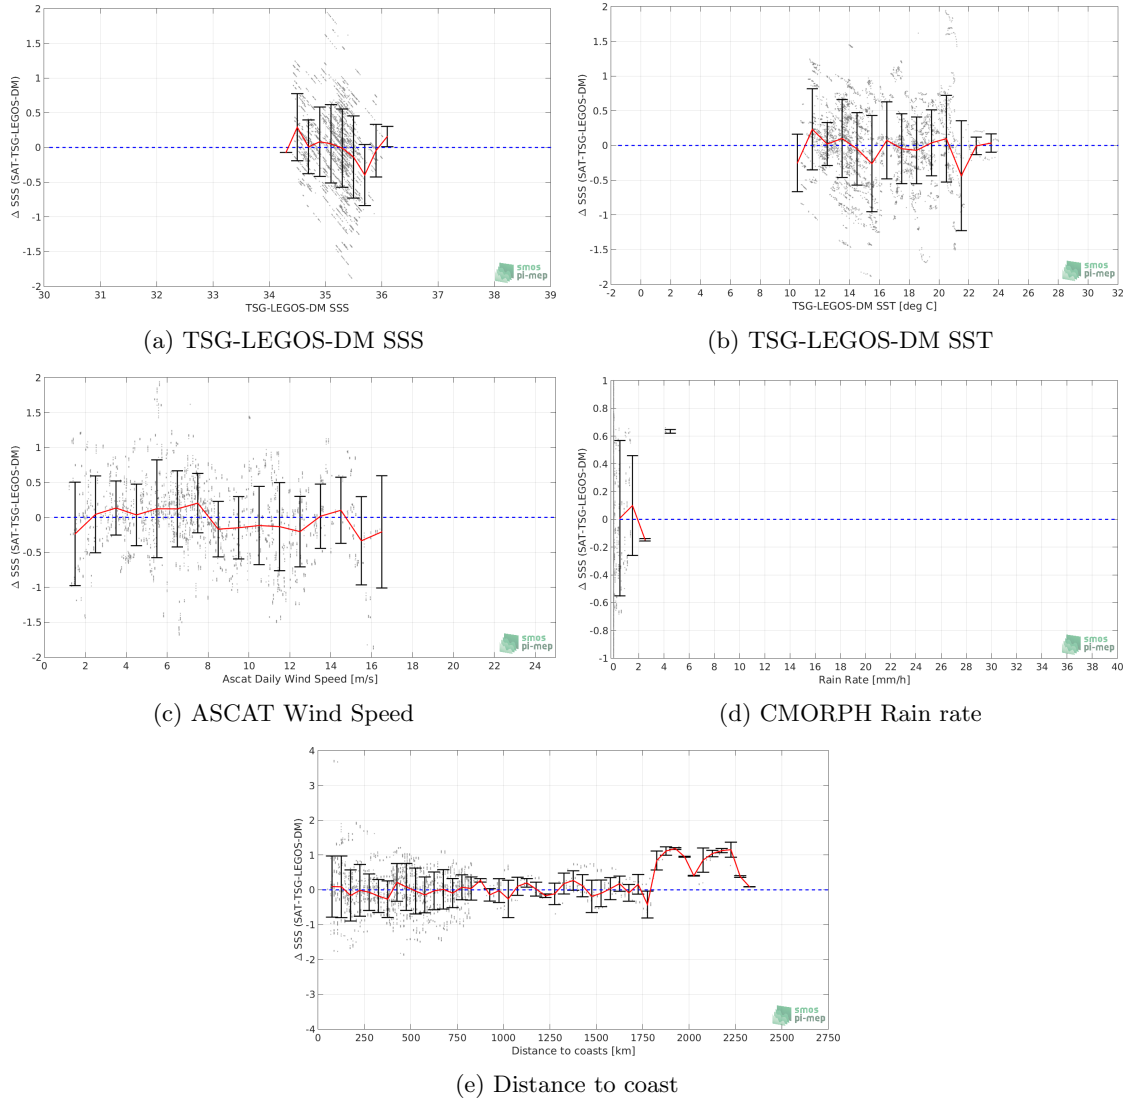 2
1.5
1
0.5
0
-0.5
-1
-1.5
-2
Δ SSS (SAT-TSG-LEGOS-DM)
30 31 32 33 34 35 36 37 38 39
TSG-LEGOS-DM SSS
smos
pi-mep
(a) TSG-LEGOS-DM SSS
2
1.5
1
0.5
0
-0.5
-1
-1.5
-2
Δ SSS (SAT-TSG-LEGOS-DM)
-2 0 2 4 6 8 10 12 14 16 18 20 22 24 26 28 30 32
TSG-LEGOS-DM SST [deg C]
smos
pi-mep
(b) TSG-LEGOS-DM SST
2
1.5
1
0.5
0
-0.5
-1
-1.5
-2
Δ SSS (SAT-TSG-LEGOS-DM)
0 2 4 6 8 10 12 14 16 18 20 22 24
Ascat Daily Wind Speed [m/s]
smos
pi-mep
(c) ASCAT Wind Speed
1
0.8
0.6
0.4
0.2
0
-0.2
-0.4
-0.6
-0.8
-1
Δ SSS (SAT-TSG-LEGOS-DM)
0 2 4 6 8 10 12 14 16 18 20 22 24 26 28 30 32 34 36 38 40
Rain Rate [mm/h]
smos
pi-mep
(d) CMORPH Rain rate
4
3
2
1
0
-1
-2
-3
-4
Δ SSS (SAT-TSG-LEGOS-DM)
0 250 500 750 1000 1250 1500 1750 2000 2250 2500 2750
Distance to coasts [km]
smos
pi-mep
(e) Distance to coast